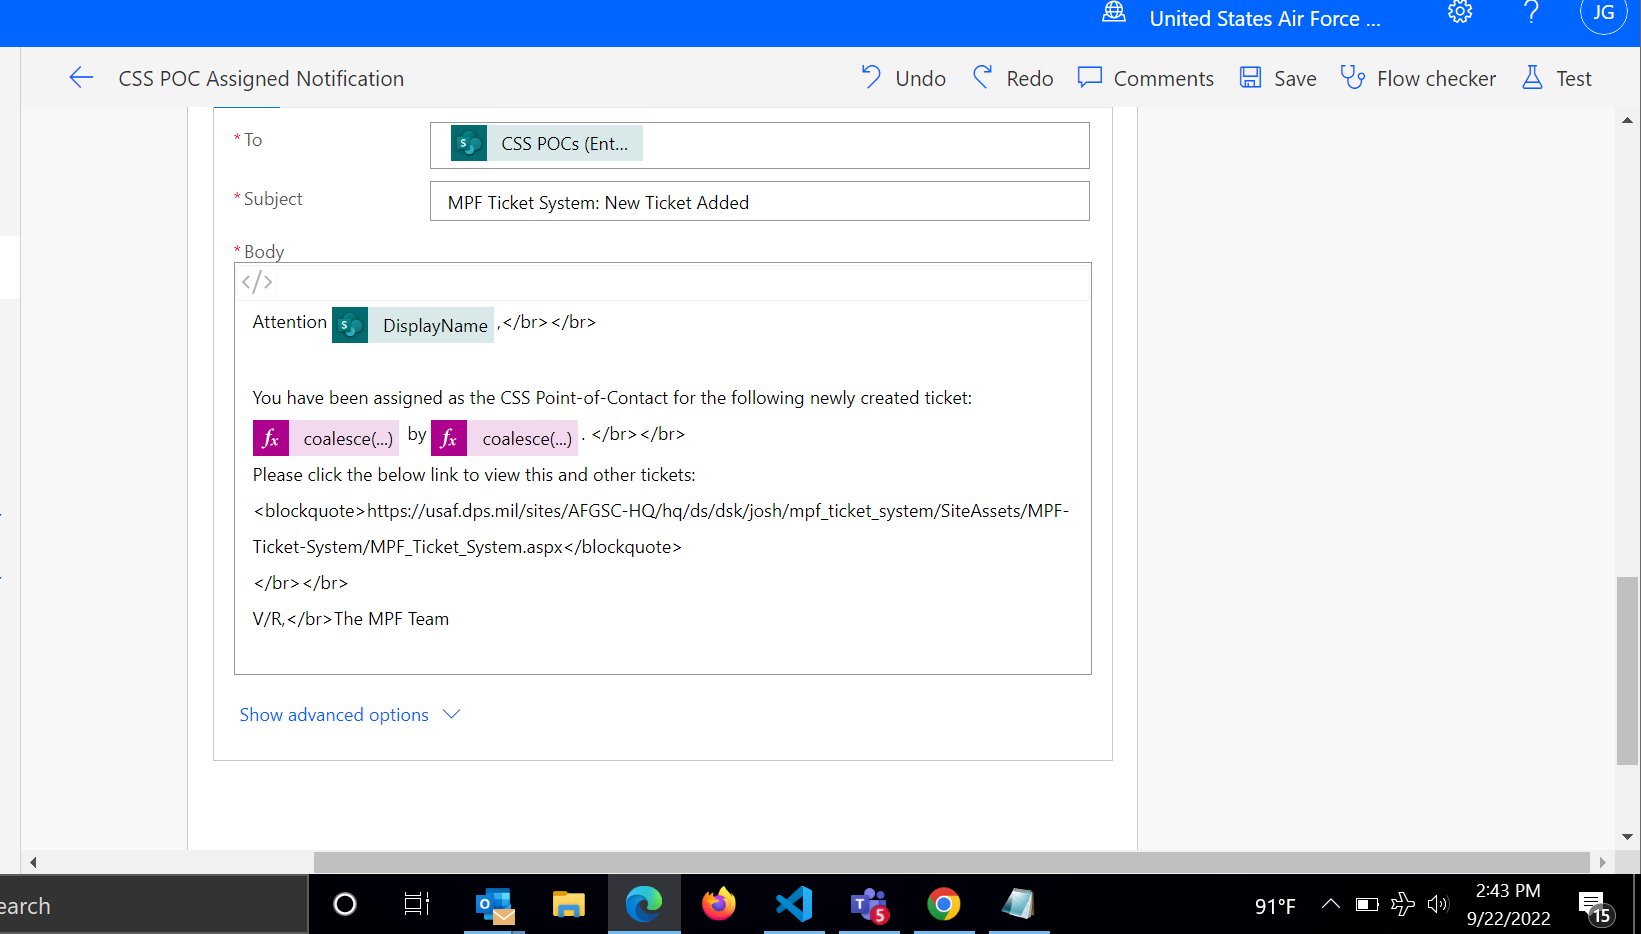 United States Air Force ...
?
JG
CSS POC Assigned Notification
Undo
Redo
Comments
Save
Flow checker
Test
* To
S
CSS POCs (Ent...
* Subject
MPF Ticket System: New Ticket Added
* Body
</>
Attention S DisplayName ,</br></br>
You have been assigned as the CSS Point-of-Contact for the following newly created ticket:
fx coalesce(...) by fx coalesce(...) . </br></br>
Please click the below link to view this and other tickets:
<blockquote>https://usaf.dps.mil/sites/AFGSC-HQ/hq/ds/dsk/josh/mpf_ticket_system/SiteAssets/MPF-
Ticket-System/MPF_Ticket_System.aspx</blockquote>
</br></br>
V/R,</br>The MPF Team
Show advanced options
earch
O
T
5
91°F
2:43 PM
9/22/2022
15